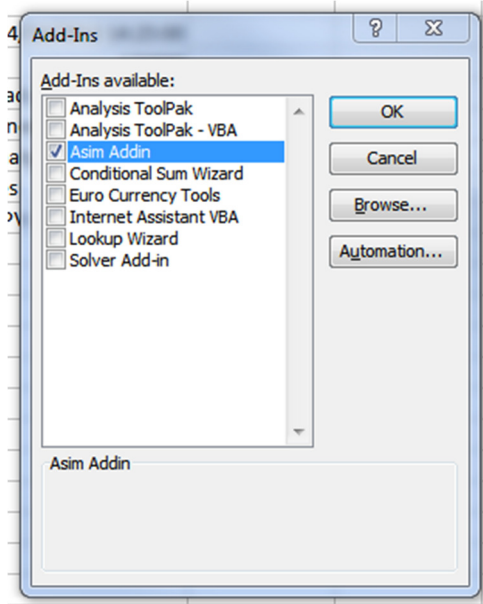 Add-Ins
Add-Ins available:
Analysis ToolPak
Analysis ToolPak - VBA
Asim Addin
Conditional Sum Wizard
Euro Currency Tools
Internet Assistant VBA
Lookup Wizard
Solver Add-in
OK
Cancel
Browse...
Automation...
Asim Addin